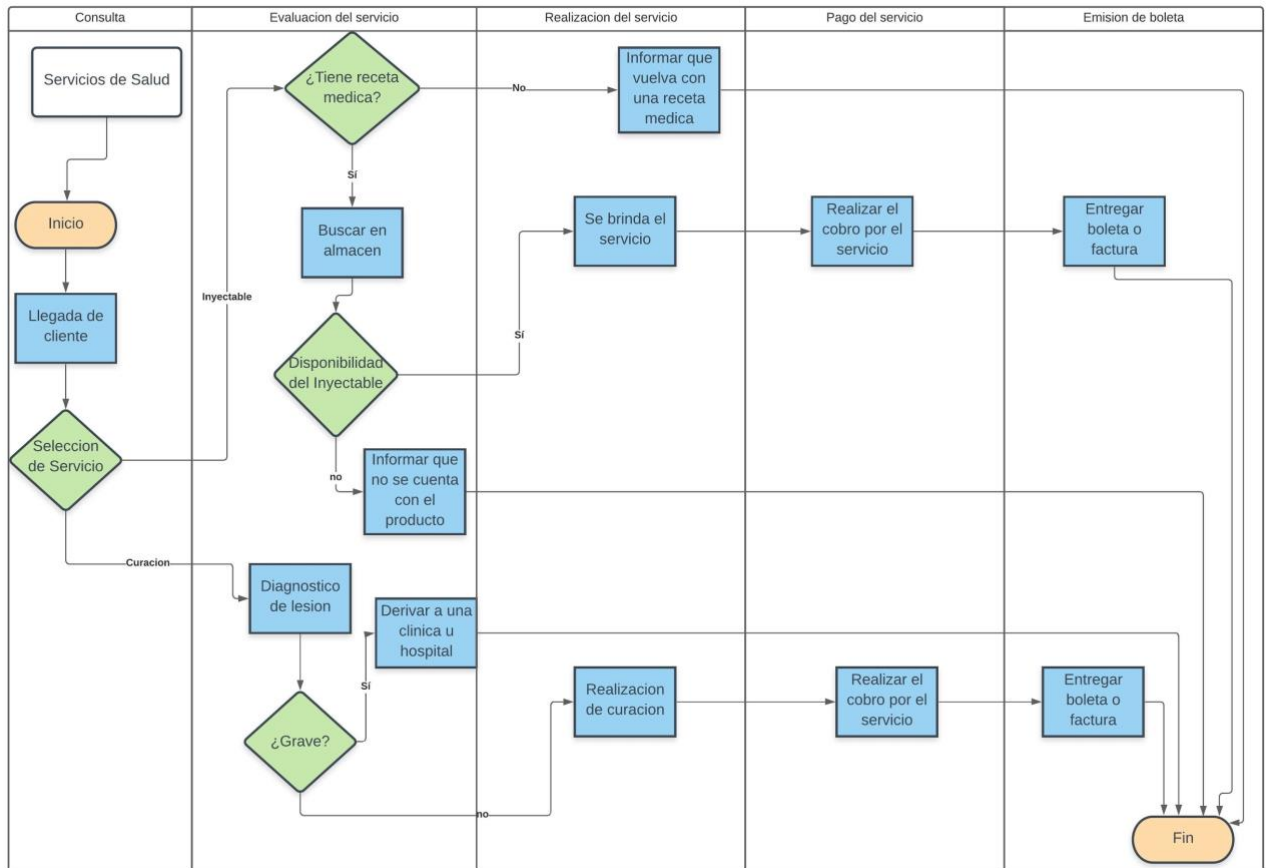 Consulta
Evaluacion del servicio
Realizacion del servicio
Pago del servicio
Emision de boleta
Servicios de Salud
Inicio
Llegada de
cliente
Seleccion
de Servicio
Inyectable
Curacion
¿Tiene receta
medica?
No
Sí
Informar que
vuelva con
una receta
medica
Buscar en
almacen
Disponibilidad
del Inyectable
Sí
no
Se brinda el
servicio
Realizar el
cobro por el
servicio
Entregar
boleta o
factura
Informar que
no se cuenta
con el
producto
Diagnostico
de lesion
Derivar a una
clinica u
hospital
Sí
¿Grave?
no
Realizacion
de curacion
Realizar el
cobro por el
servicio
Entregar
boleta o
factura
Fin